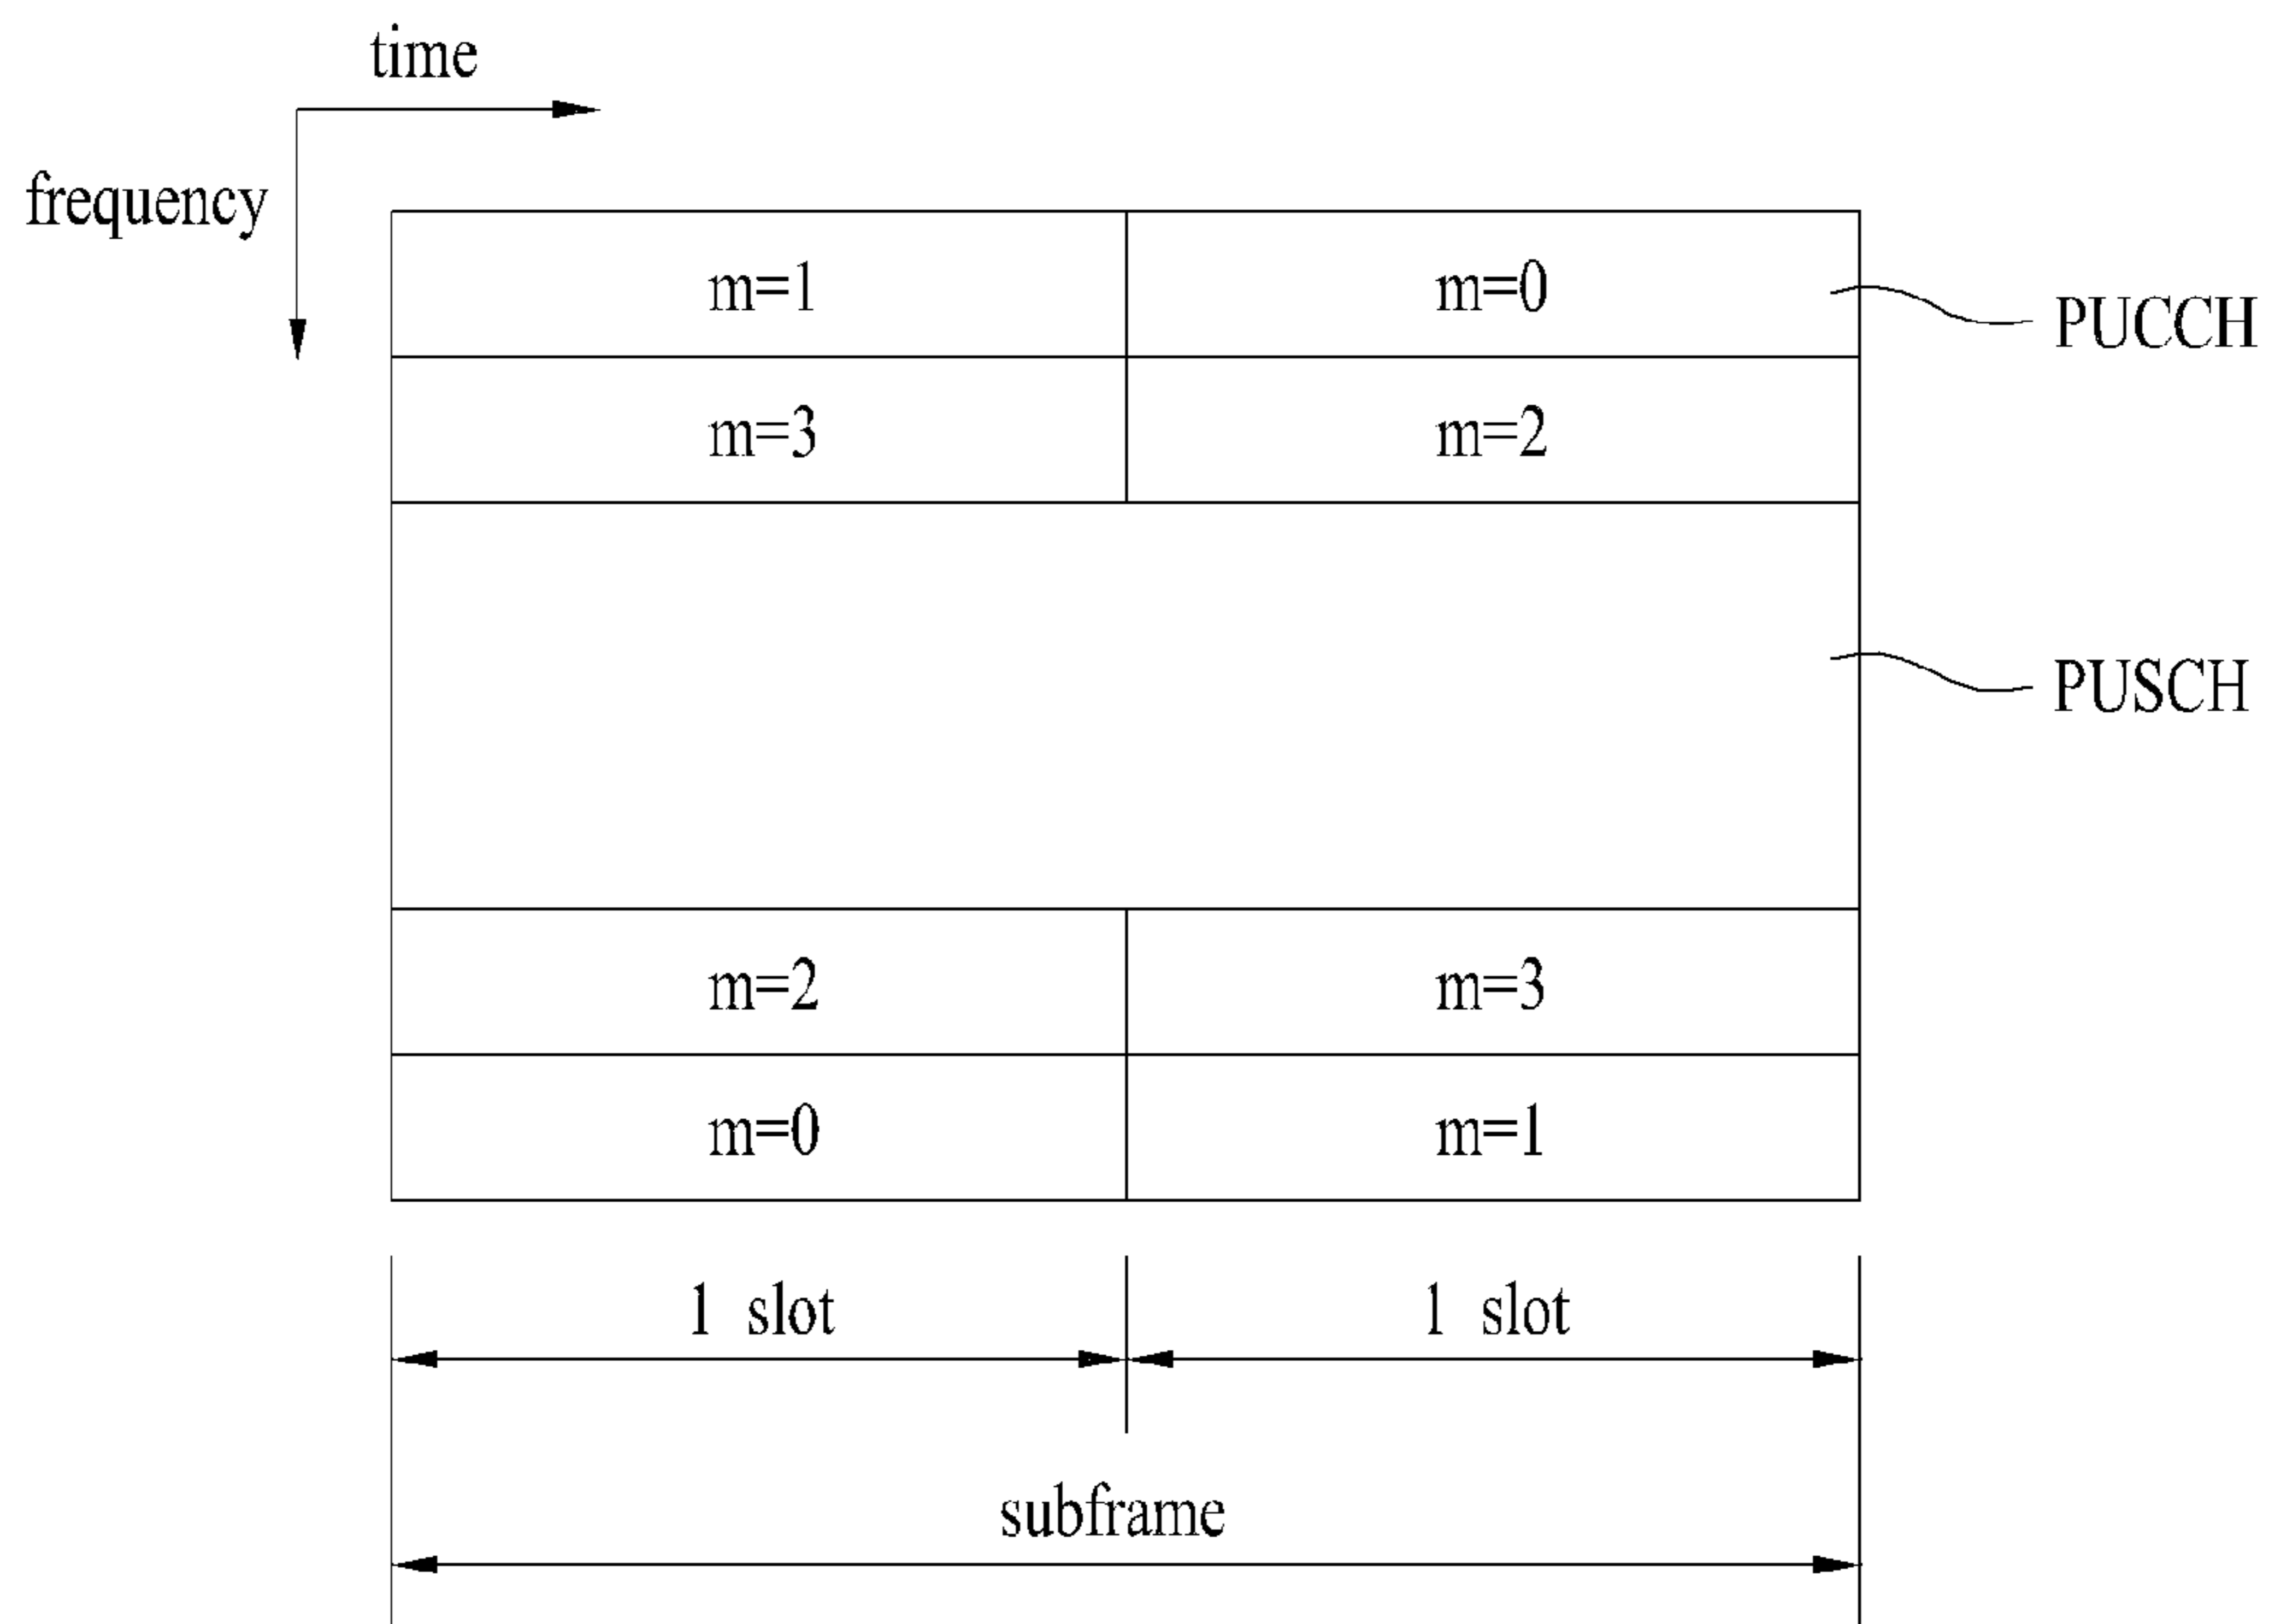 time
frequency
m=1
m=0
PUCCH
m=3
m=2
PUSCH
m=2
m=3
m=0
m=1
1 slot
1 slot
subframe